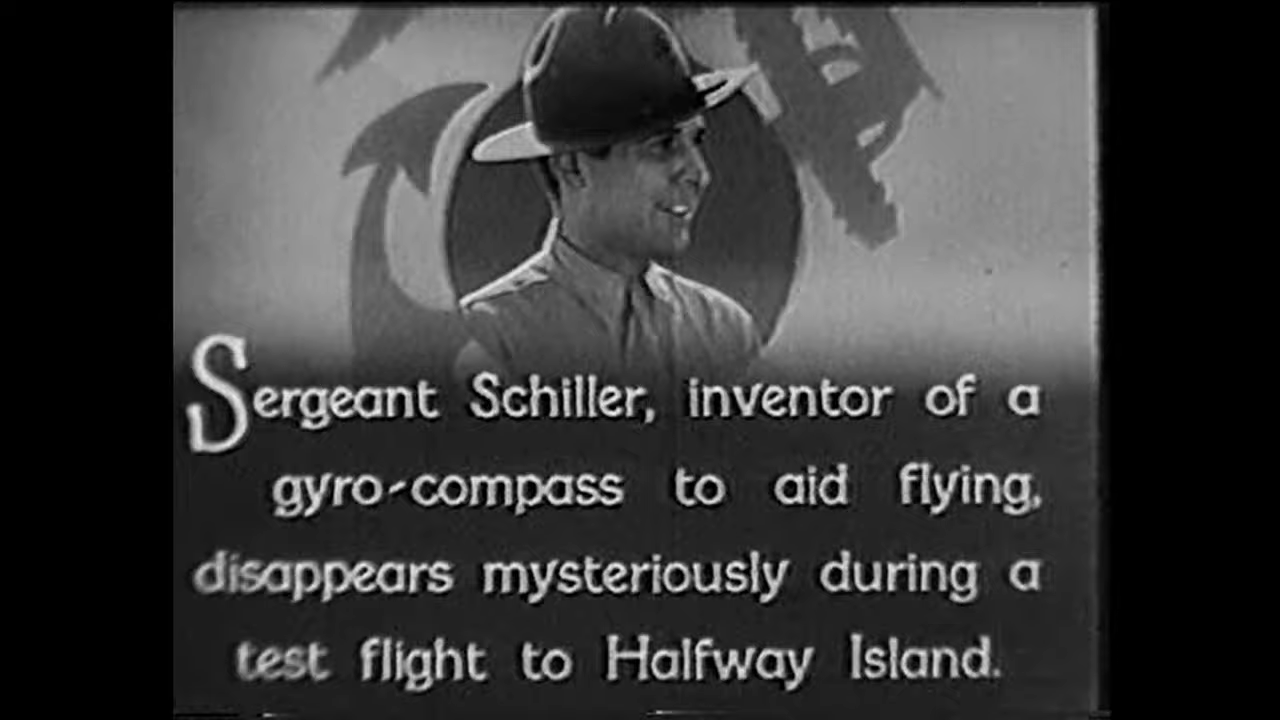 Sergeant Schiller, inventor of a
gyro-compass to aid flying,
disappears mysteriously during a
test flight to Halfway Island.